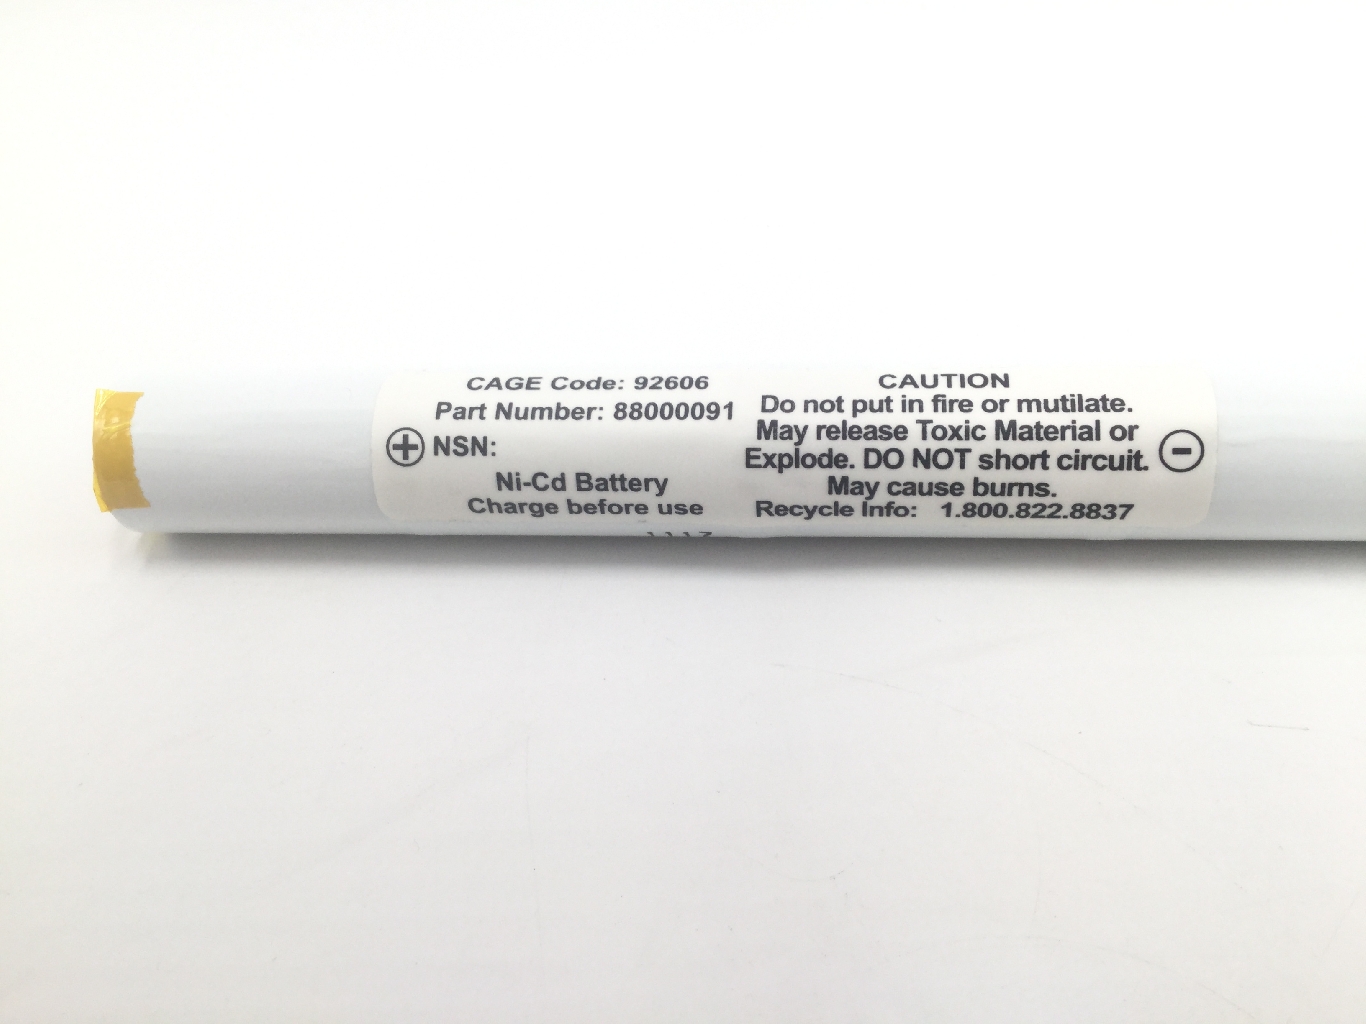 CAGE Code: 92606
Part Number: 88000091
+ NSN:
Ni-Cd Battery
Charge before use
CAUTION
Do not put in fire or mutilate.
May release Toxic Material or
Explode. DO NOT short circuit.
May cause burns.
Recycle Info: 1.800.822.8837
-